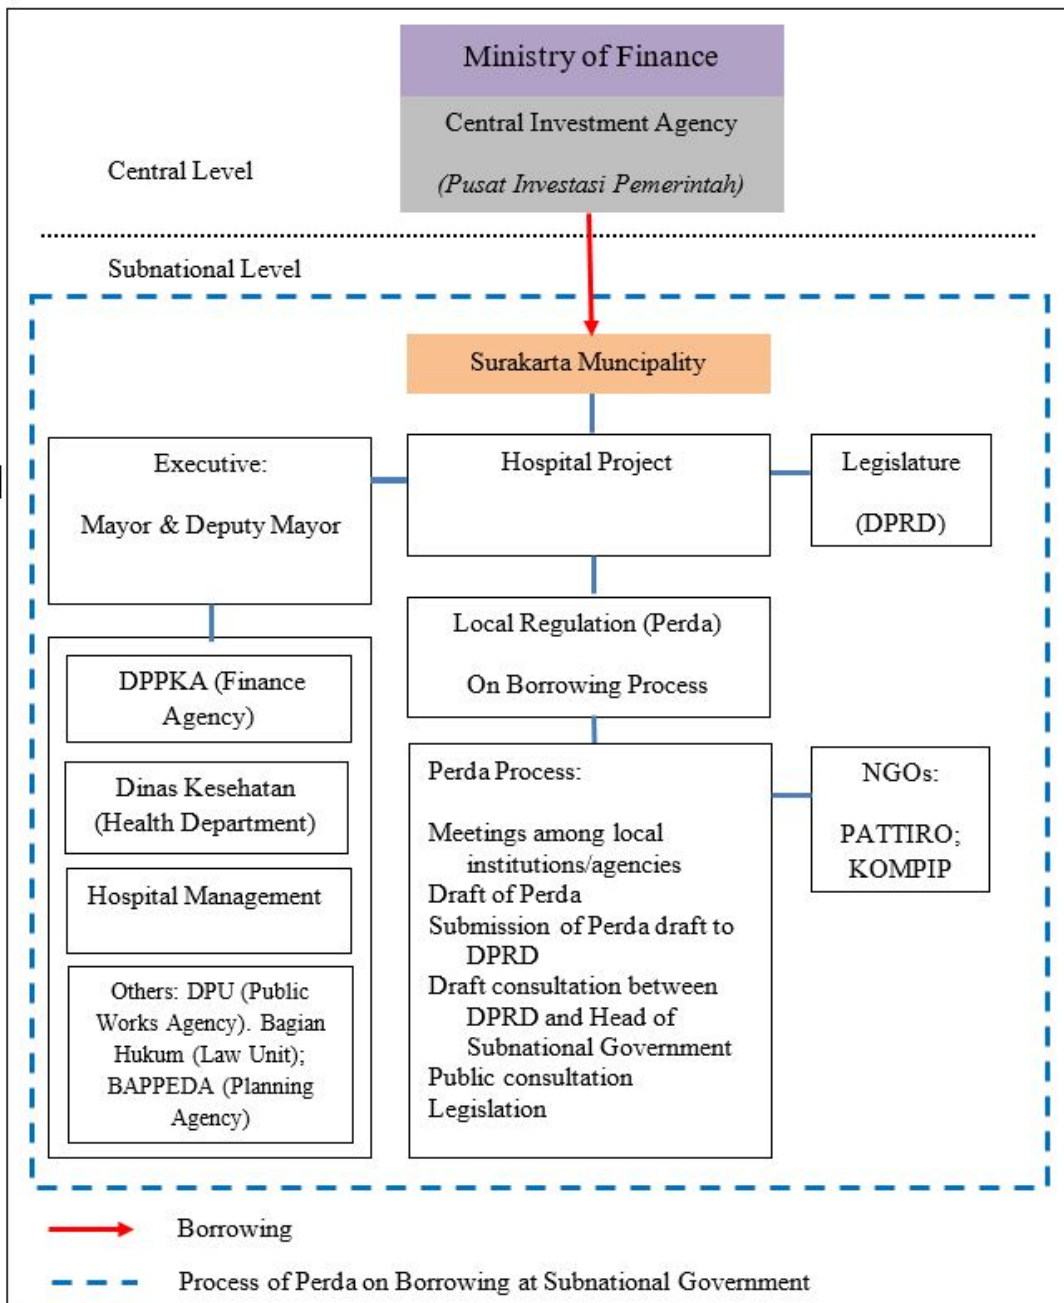 Ministry of Finance
Central Investment Agency
(Pusat Investasi Pemerintah)
Central Level
Subnational Level
Surakarta Muncipality
Executive:
Mayor & Deputy Mayor
Hospital Project
Legislature
(DPRD)
DPPKA (Finance
Agency)
Dinas Kesehatan
(Health Department)
Hospital Management
Others: DPU (Public
Works Agency). Bagian
Hukum (Law Unit);
BAPPEDA (Planning
Agency)
Local Regulation (Perda)
On Borrowing Process
Perda Process:
Meetings among local
institutions/agencies
Draft of Perda
Submission of Perda draft to
DPRD
Draft consultation between
DPRD and Head of
Subnational Government
Public consultation
Legislation
NGOs:
PATTIRO;
KOMPIP
Borrowing
Process of Perda on Borrowing at Subnational Government